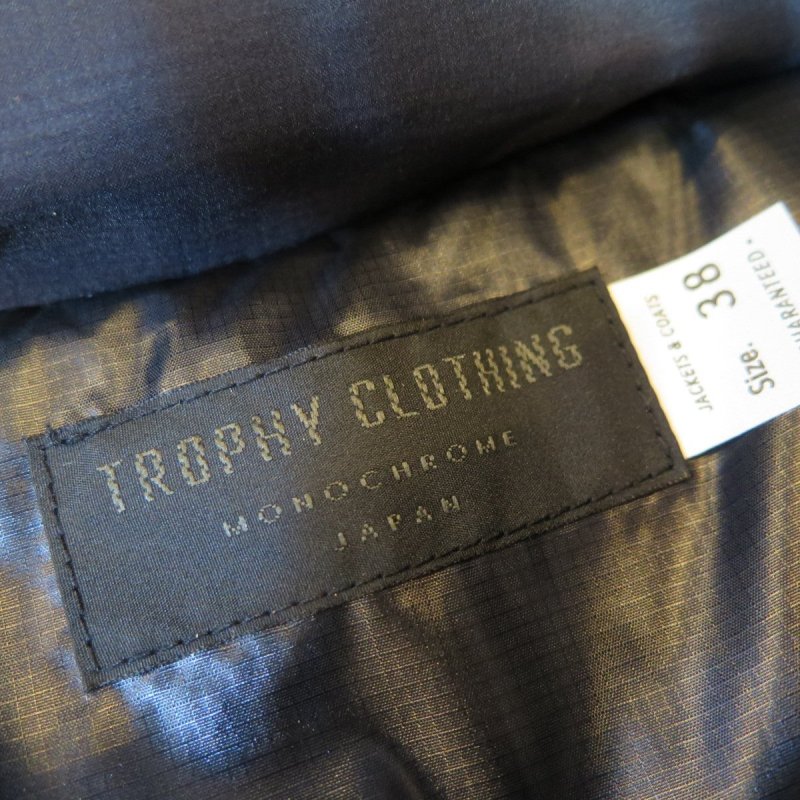 TROPHY CLOTHING
MONOCHROME
JAPAN
JACKETS & COATS
38
Size.